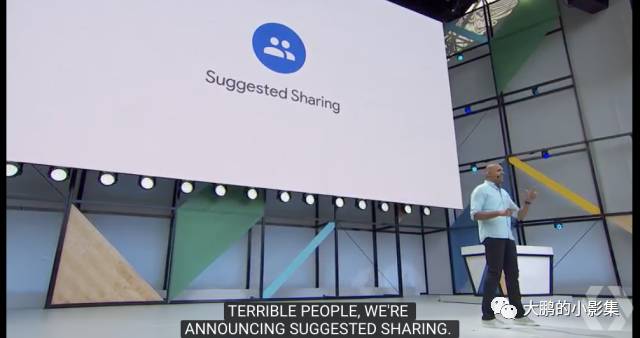 Suggested Sharing
TERRIBLE PEOPLE, WE'RE
ANNOUNCING SUGGESTED SHARING.
大鹏的小影集